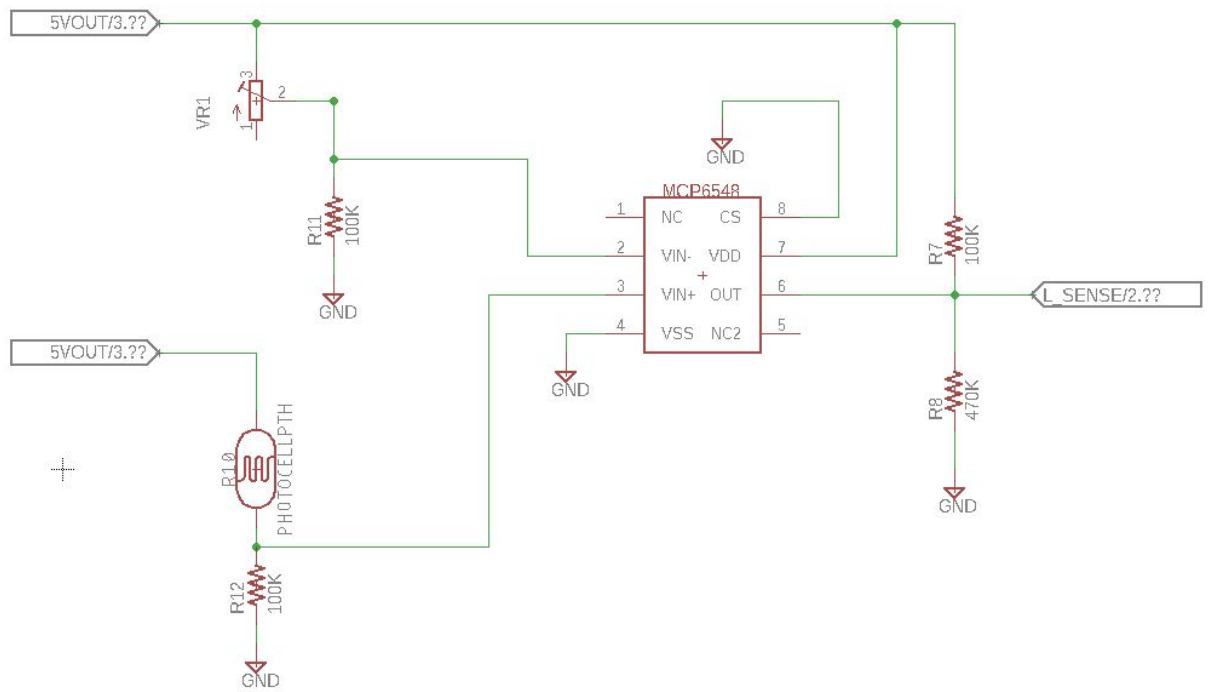 5VOUT/3.??
3
2
VR1
1
GND
MCP6548
1 NC CS 8
2 VIN- VDD 7
3 VIN+ OUT 6
4 VSS NC2 5
R11
100K
GND
R7
100K
L_SENSE/2.??
GND
5VOUT/3.??
R8
470K
GND
R10
PHOTOCELLPTH
R12
100K
GND